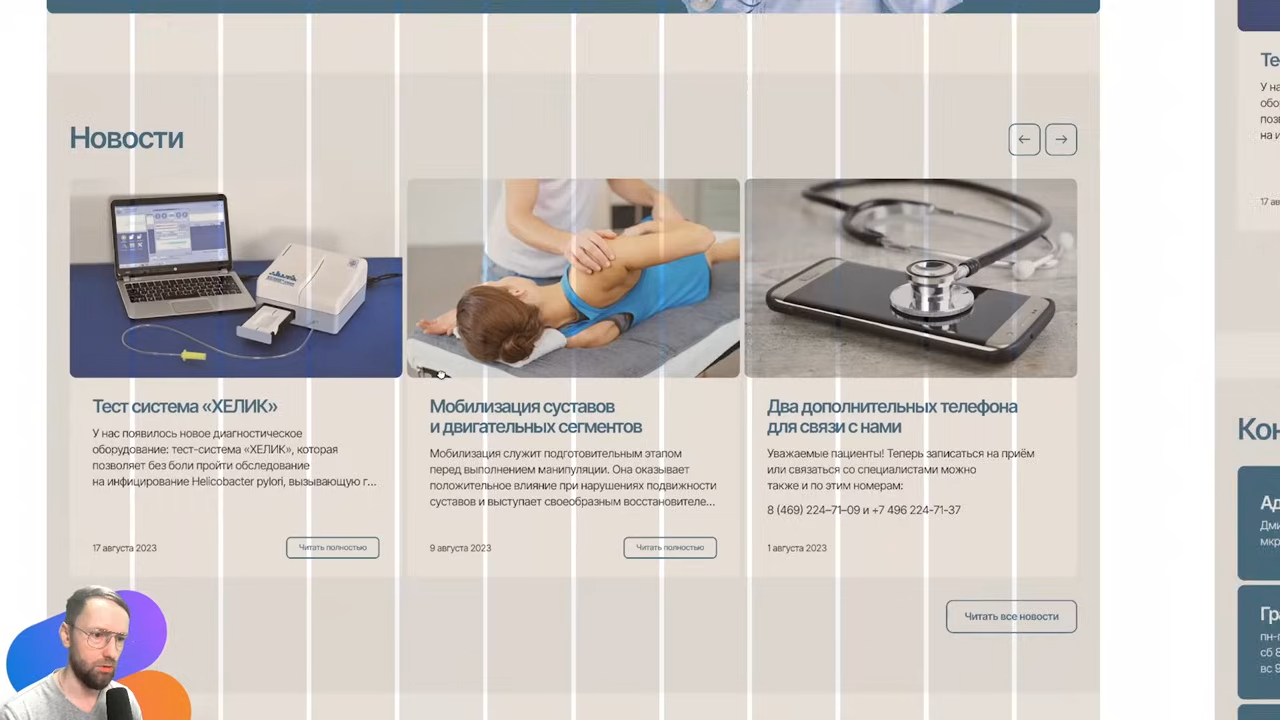 Новости
Тест система «ХЕЛИК»
У нас появилось новое диагностическое
оборудование: тест-система «ХЕЛИК», которая
позволяет без боли пройти обследование
на инфицирование Helicobacter pylori, вызывающую г...
17 августа 2023
Читать полностью
Мобилизация суставов
и двигательных сегментов
Мобилизация служит подготовительным этапом
перед выполнением манипуляции. Она оказывает
положительное влияние при нарушениях подвижности
суставов и выступает своеобразным восстановителе...
9 августа 2023
Читать полностью
Два дополнительных телефона
для связи с нами
Уважаемые пациенты! Теперь записаться на приём
или связаться со специалистами можно
также и по этим номерам:
8 (469) 224–71–09 и +7 496 224-71-37
1 августа 2023
Читать все новости
Те
У на
обо
позв
на и
17 ав
Кон
Ад
Дми
мкр
Гра
пн-п
сб 8
вс 9